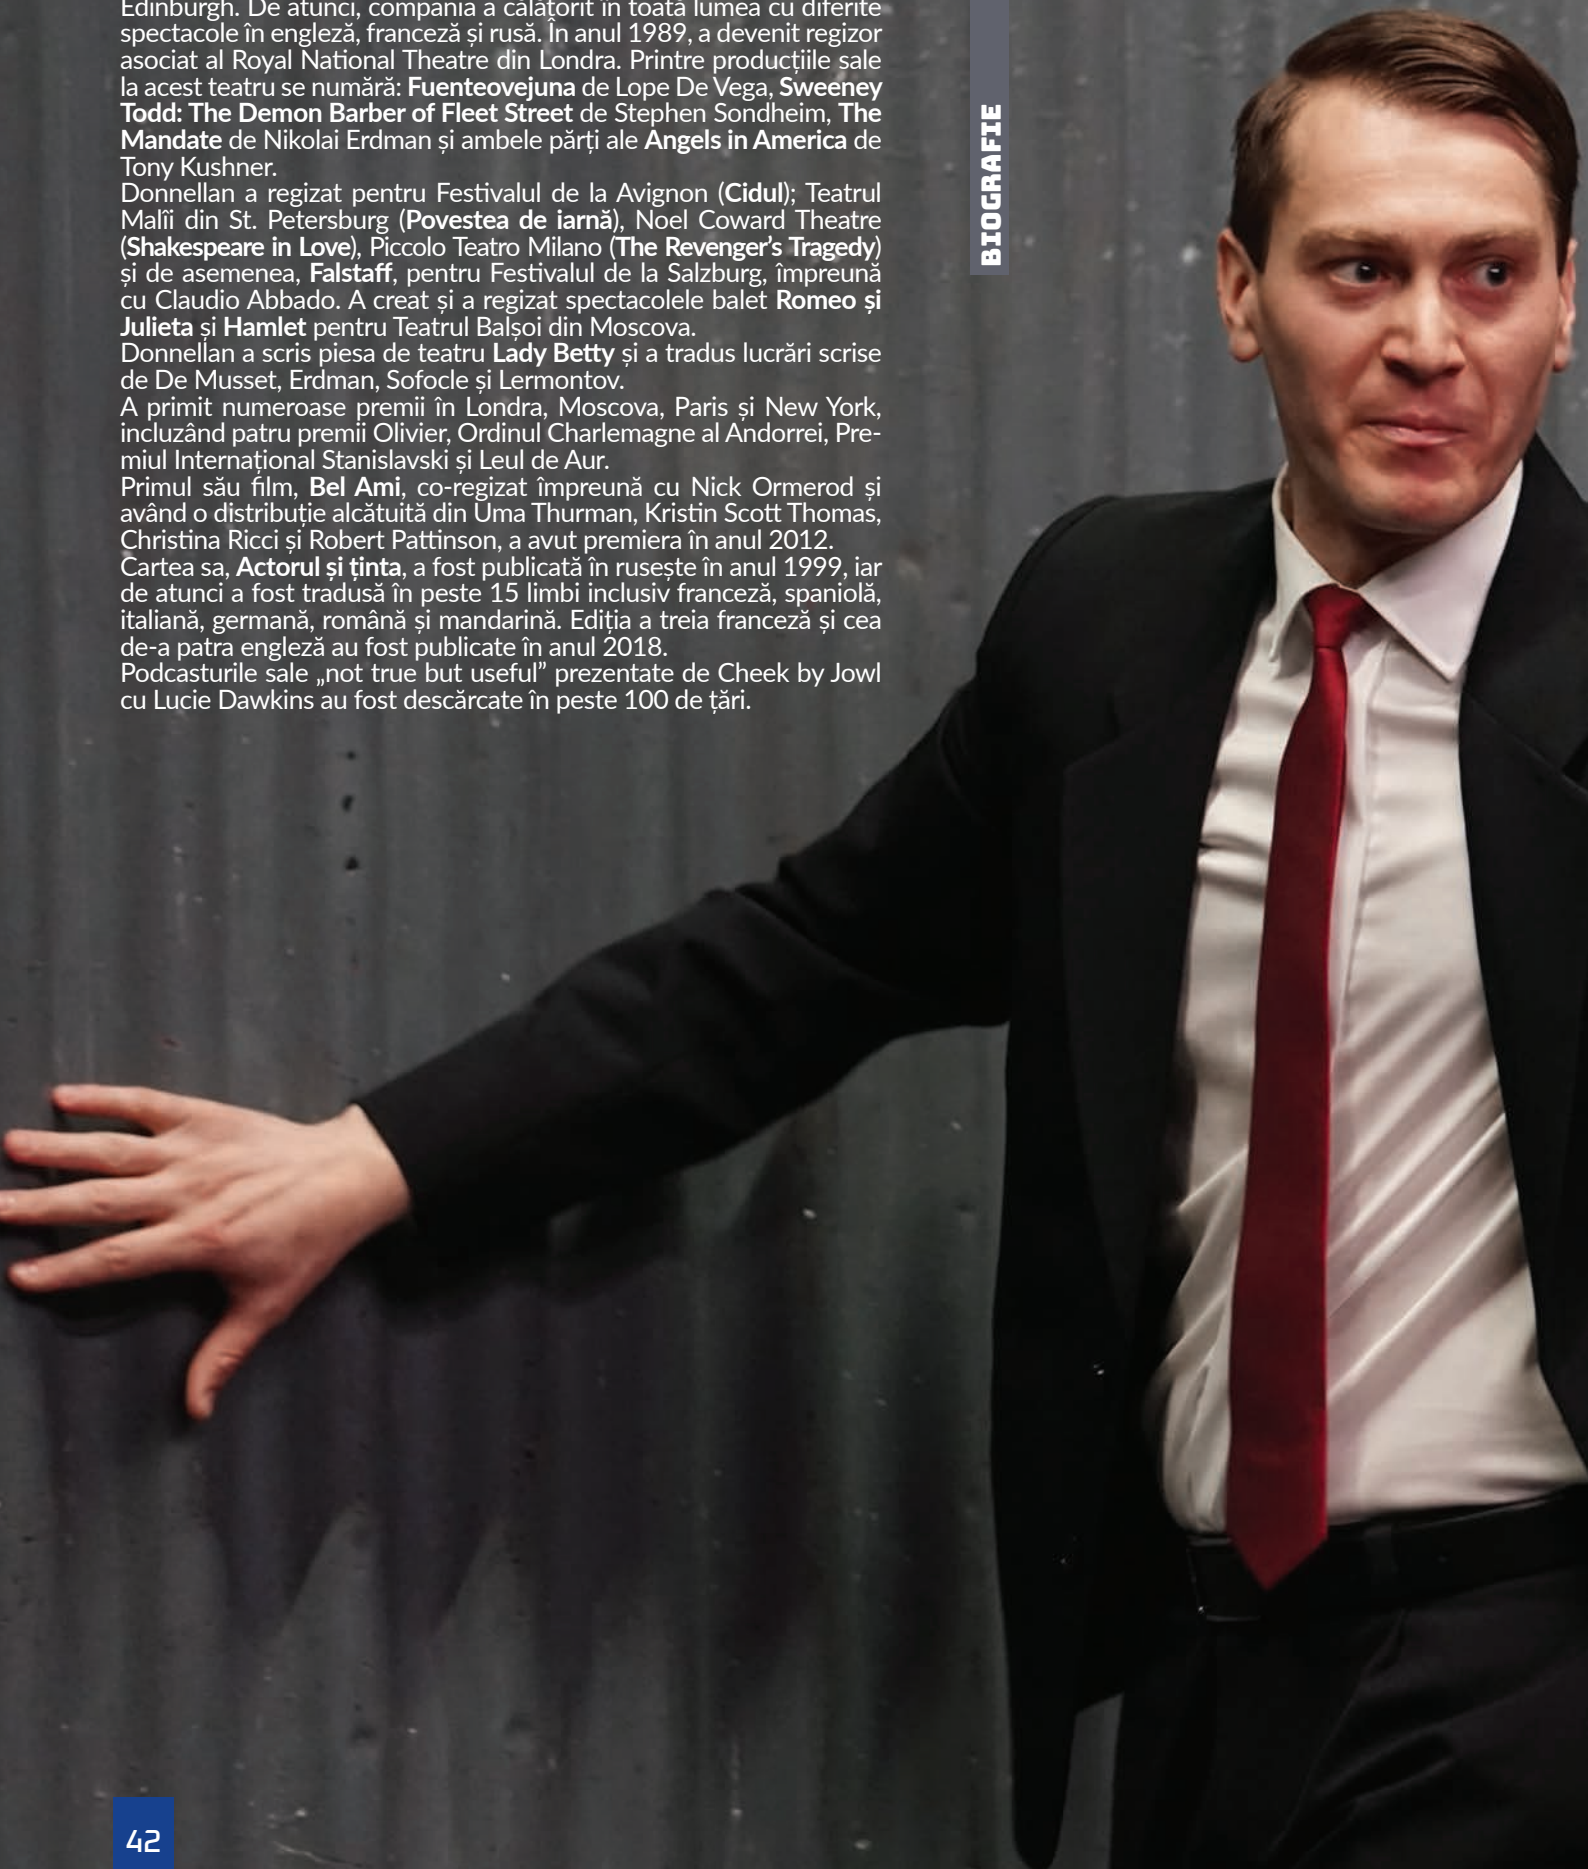 Edinburgh. De atunci, compania a călătorit în toată lumea cu diferite
spectacole în engleză, franceză și rusă. În anul 1989, a devenit regizor
asociat al Royal National Theatre din Londra. Printre producțiile sale
la acest teatru se numără: Fuenteovejuna de Lope De Vega, Sweeney
Todd: The Demon Barber of Fleet Street de Stephen Sondheim, The
Mandate de Nikolai Erdman și ambele părți ale Angels in America de
Tony Kushner.
Donnellan a regizat pentru Festivalul de la Avignon (Cidul); Teatrul
Malîi din St. Petersburg (Povestea de iarnă), Noel Coward Theatre
(Shakespeare in Love), Piccolo Teatro Milano (The Revenger’s Tragedy)
și de asemenea, Falstaff, pentru Festivalul de la Salzburg, împreună
cu Claudio Abbado. A creat și a regizat spectacolele balet Romeo și
Julieta și Hamlet pentru Teatrul Balșoi din Moscova.
Donnellan a scris piesa de teatru Lady Betty și a tradus lucrări scrise
de De Musset, Erdman, Sofocle și Lermontov.
A primit numeroase premii în Londra, Moscova, Paris și New York,
incluzând patru premii Olivier, Ordinul Charlemagne al Andorrei, Pre-
miul Internațional Stanislavski și Leul de Aur.
Primul său film, Bel Ami, co-regizat împreună cu Nick Ormerod și
având o distribuție alcătuită din Uma Thurman, Kristin Scott Thomas,
Christina Ricci și Robert Pattinson, a avut premiera în anul 2012.
Cartea sa, Actorul și ținta, a fost publicată în rusește în anul 1999, iar
de atunci a fost tradusă în peste 15 limbi inclusiv franceză, spaniolă,
italiană, germană, română și mandarină. Ediția a treia franceză și cea
de-a patra engleză au fost publicate în anul 2018.
Podcasturile sale „not true but useful” prezentate de Cheek by Jowl
cu Lucie Dawkins au fost descărcate în peste 100 de țări.
BIOGRAFIE
42